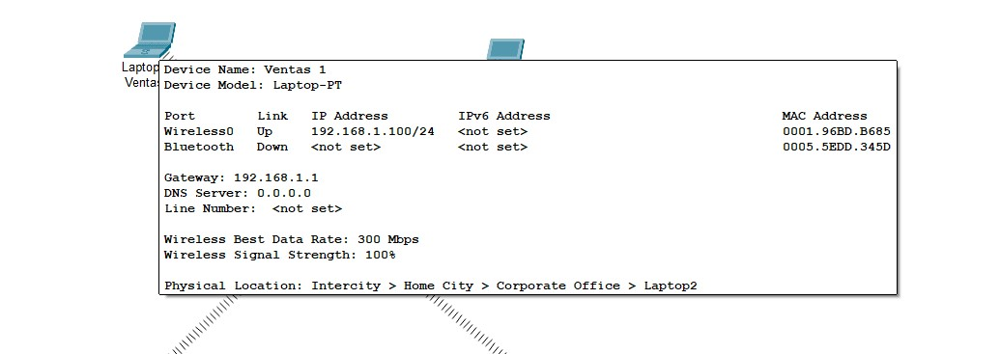 Laptop
Ventas
Device Name: Ventas 1
Device Model: Laptop-PT
Port Link IP Address IPv6 Address MAC Address
Wireless0 Up 192.168.1.100/24 <not set> 0001.96BD.B685
Bluetooth Down <not set> <not set> 0005.5EDD.345D
Gateway: 192.168.1.1
DNS Server: 0.0.0.0
Line Number: <not set>
Wireless Best Data Rate: 300 Mbps
Wireless Signal Strength: 100%
Physical Location: Intercity > Home City > Corporate Office > Laptop2